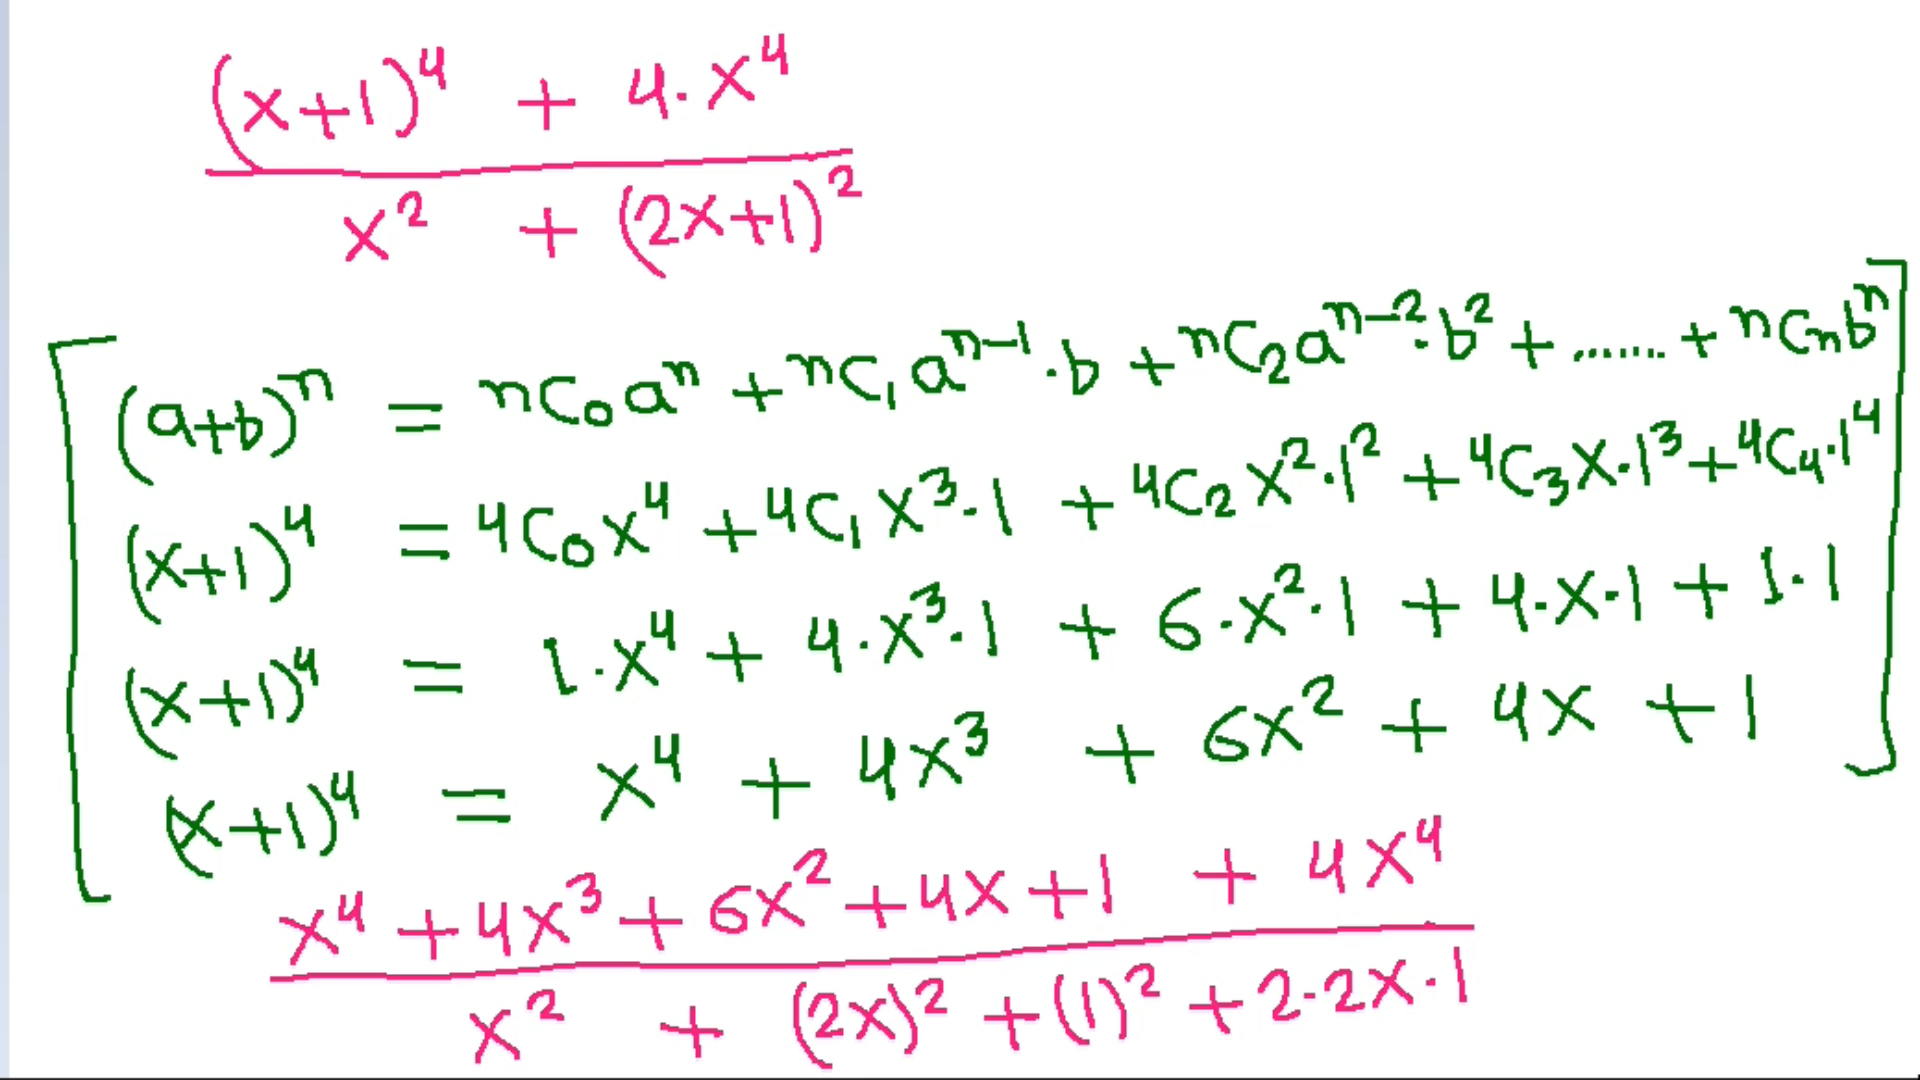 (x+1)⁴ + 4·x⁴
x² + (2x+1)²
(a+b)ⁿ = nC₀aⁿ + nC₁aⁿ⁻¹·b + nC₂aⁿ⁻²·b² + ....... + nCₙbⁿ
(x+1)⁴ = 4C₀x⁴ + 4C₁x³·1 + 4C₂x²·1² + 4C₃x·1³ + 4C₄·1⁴
(x+1)⁴ = 1·x⁴ + 4·x³·1 + 6·x²·1 + 4·x·1 + 1·1
(x+1)⁴ = x⁴ + 4x³ + 6x² + 4x + 1
x⁴ + 4x³ + 6x² + 4x + 1 + 4x⁴
x² + (2x)² + (1)² + 2·2x·1